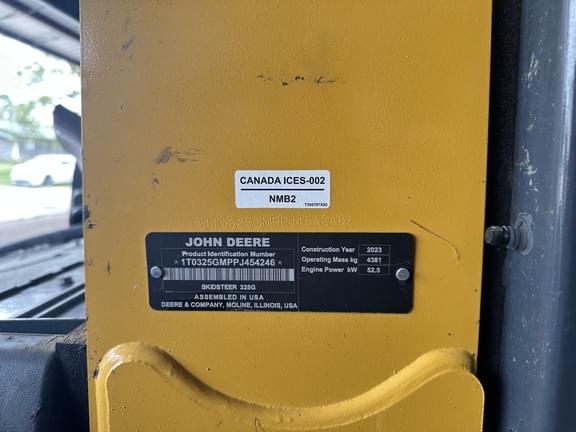 CANADA ICES-002
NMB2
*1T0325GMPPJ454246*
JOHN DEERE
Product Identification Number
*1T0325GMPPJ454246*
SKIDSTEER 325G
ASSEMBLED IN USA
DEERE & COMPANY, MOLINE, ILLINOIS, USA
Construction Year 2023
Operating Mass kg 4381
Engine Power kW 52.5